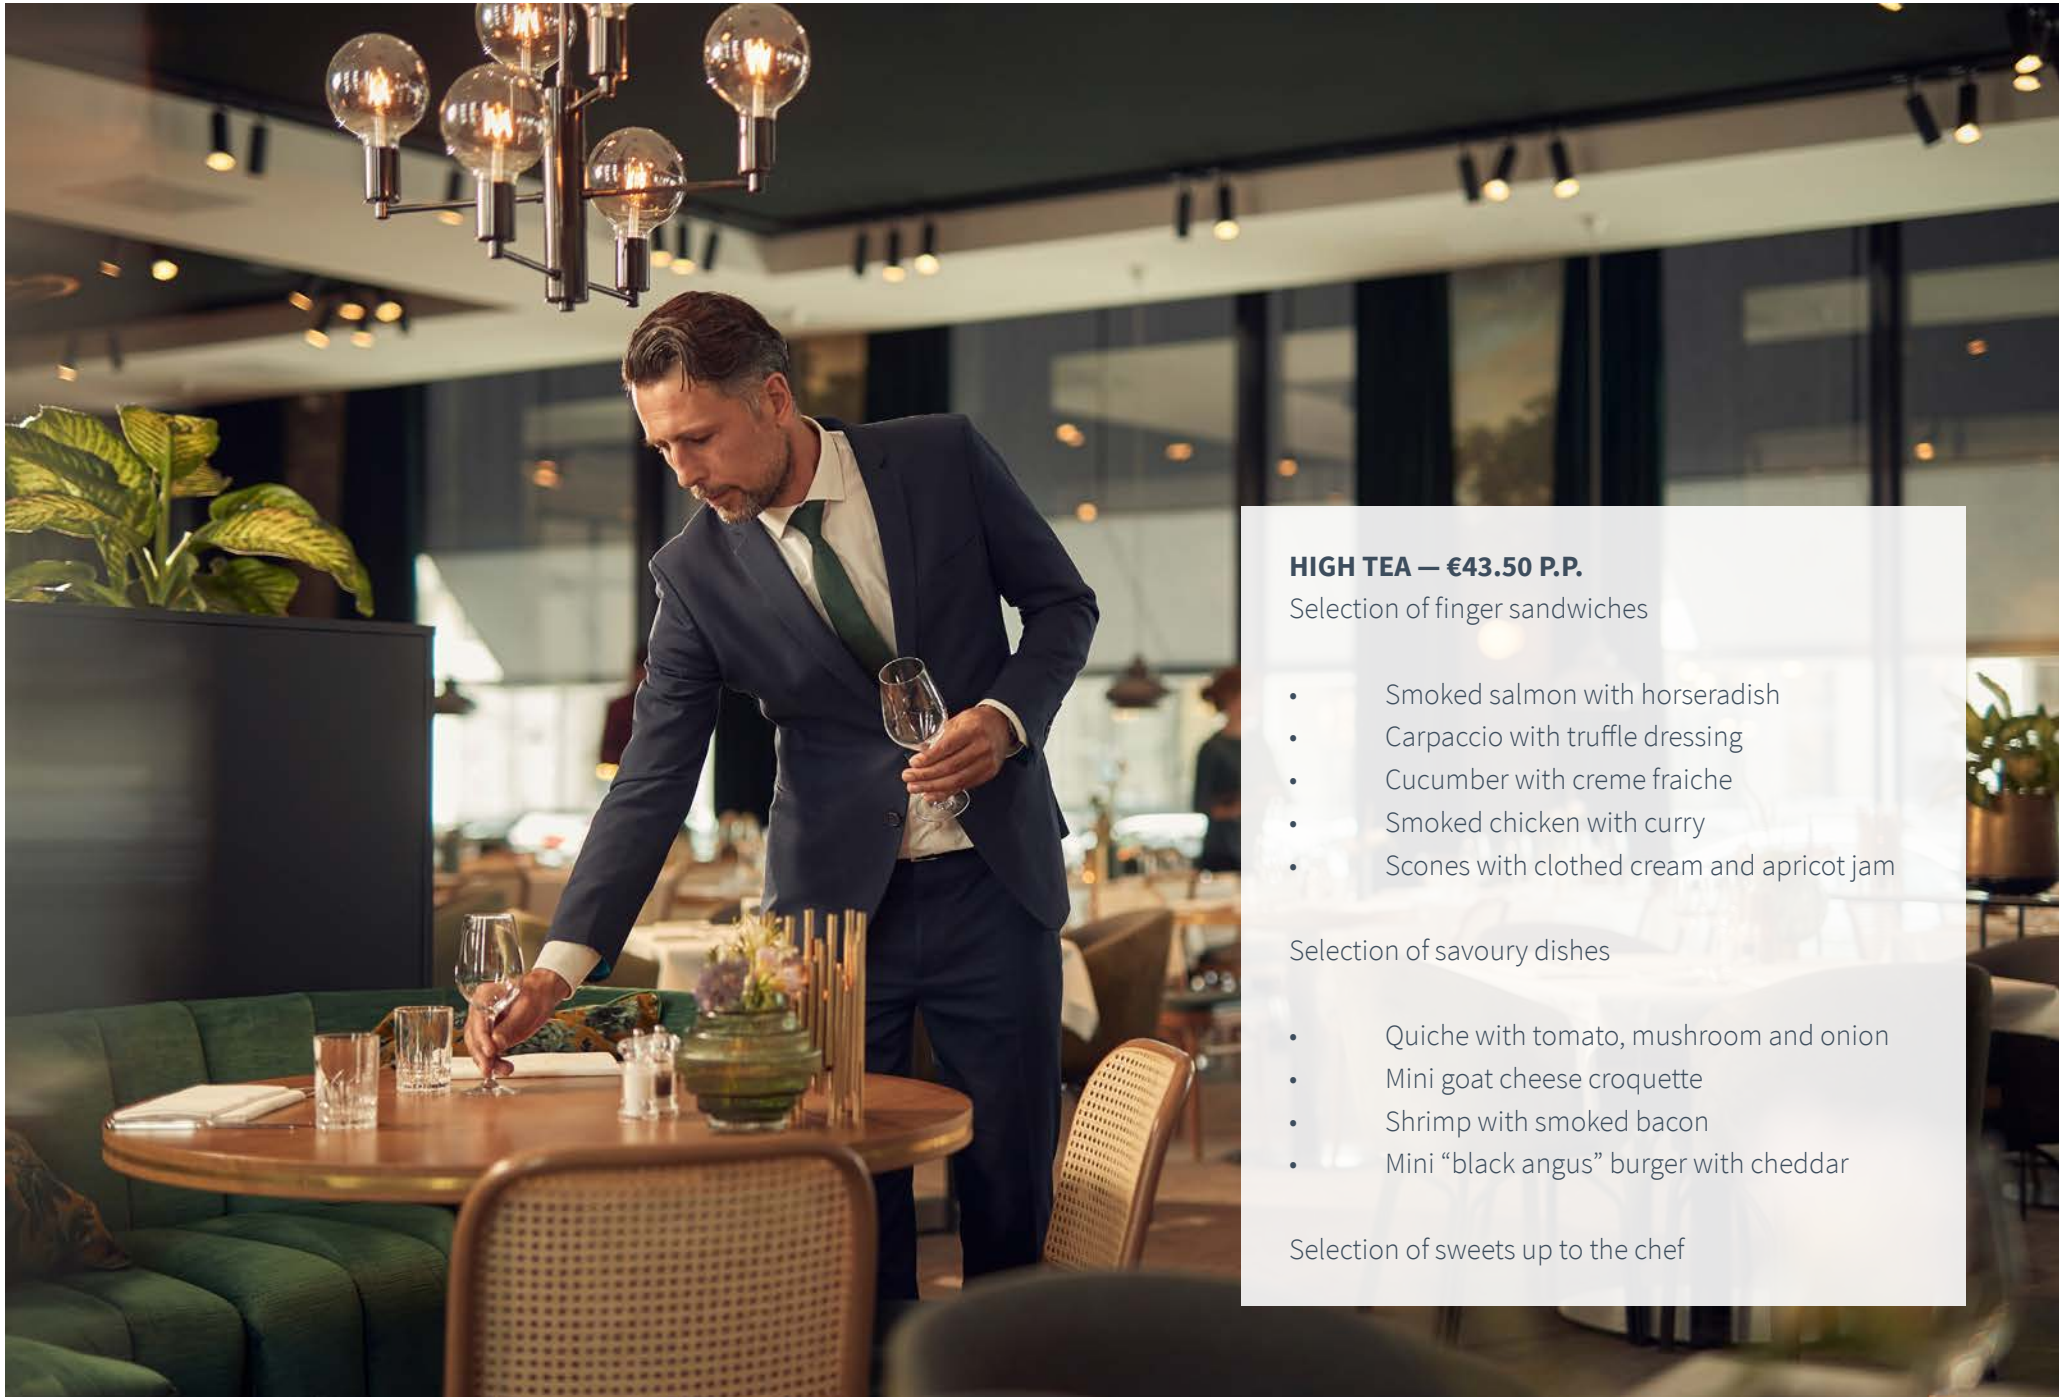 HIGH TEA — €43.50 P.P.
Selection of finger sandwiches
• Smoked salmon with horseradish
• Carpaccio with truffle dressing
• Cucumber with creme fraiche
• Smoked chicken with curry
• Scones with clothed cream and apricot jam
Selection of savoury dishes
• Quiche with tomato, mushroom and onion
• Mini goat cheese croquette
• Shrimp with smoked bacon
• Mini “black angus” burger with cheddar
Selection of sweets up to the chef